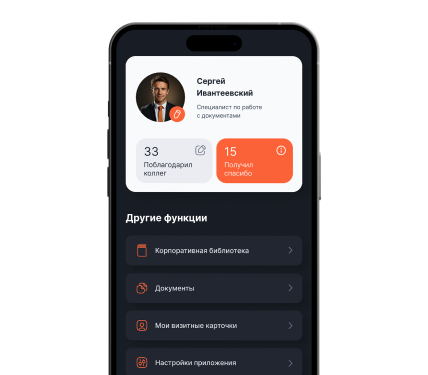 Сергей
Ивантеевский
Специалист по работе
с документами
33
Поблагодарил
коллег
15
Получил
спасибо
Другие функции
Корпоративная библиотека
Документы
Мои визитные карточки
Настройки приложения